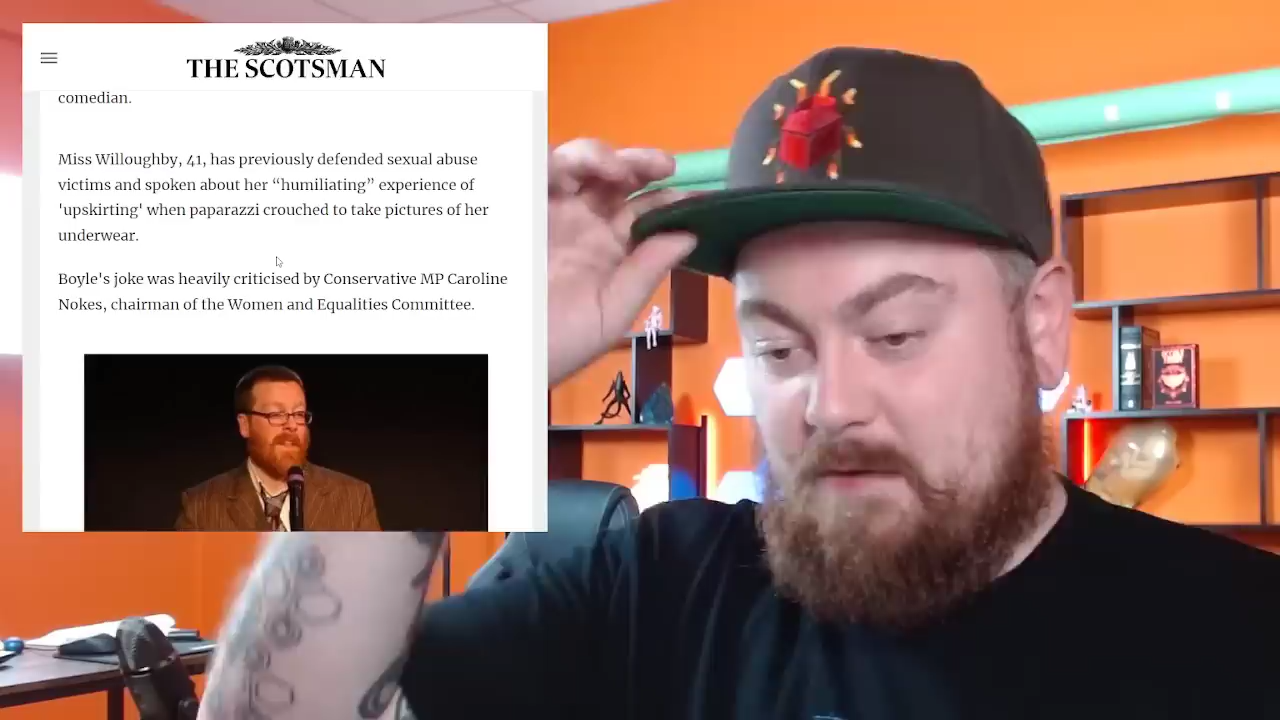 THE SCOTSMAN
comedian.
Miss Willoughby, 41, has previously defended sexual abuse
victims and spoken about her “humiliating” experience of
'upskirting' when paparazzi crouched to take pictures of her
underwear.
Boyle's joke was heavily criticised by Conservative MP Caroline
Nokes, chairman of the Women and Equalities Committee.